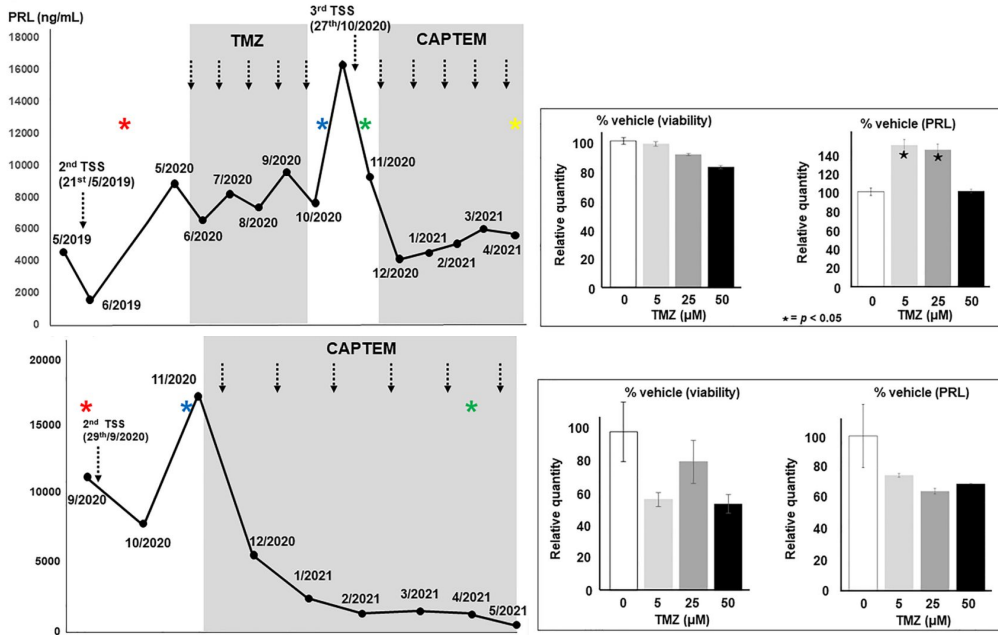 PRL (ng/mL)
18000
16000
14000
12000
10000
8000
6000
4000
2000
0
TMZ
3rd TSS
(27th/10/2020)
CAPTEM
*
*
*
*
2nd TSS
(21st/5/2019)
5/2019
6/2019
5/2020
6/2020
7/2020
8/2020
9/2020
10/2020
11/2020
12/2020
1/2021
2/2021
3/2021
4/2021
% vehicle (viability)
Relative quantity
100
80
60
40
20
0
0 5 25 50
TMZ (μM)
% vehicle (PRL)
Relative quantity
140
120
100
80
60
40
20
0
★ ★
0 5 25 50
TMZ (μM)
★= p < 0.05
20000
15000
10000
5000
0
CAPTEM
*
*
*
2nd TSS
(29th/9/2020)
9/2020
10/2020
11/2020
12/2020
1/2021
2/2021
3/2021
4/2021
5/2021
% vehicle (viability)
Relative quantity
100
80
60
40
20
0
0 5 25 50
TMZ (μM)
% vehicle (PRL)
Relative quantity
100
80
60
40
20
0
0 5 25 50
TMZ (μM)